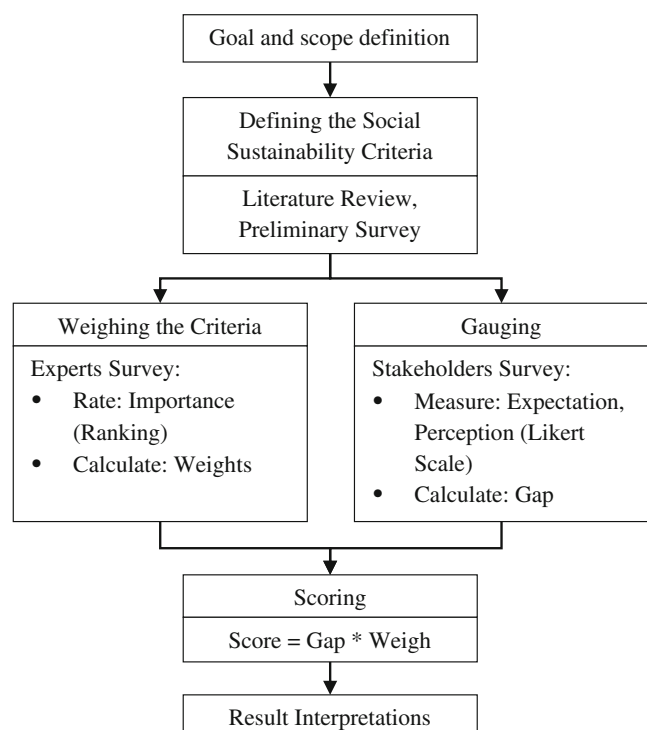 Goal and scope definition
Defining the Social
Sustainability Criteria
Literature Review,
Preliminary Survey
Weighing the Criteria
Experts Survey:
• Rate: Importance
(Ranking)
• Calculate: Weights
Gauging
Stakeholders Survey:
• Measure: Expectation,
Perception (Likert
Scale)
• Calculate: Gap
Scoring
Score = Gap * Weigh
Result Interpretations